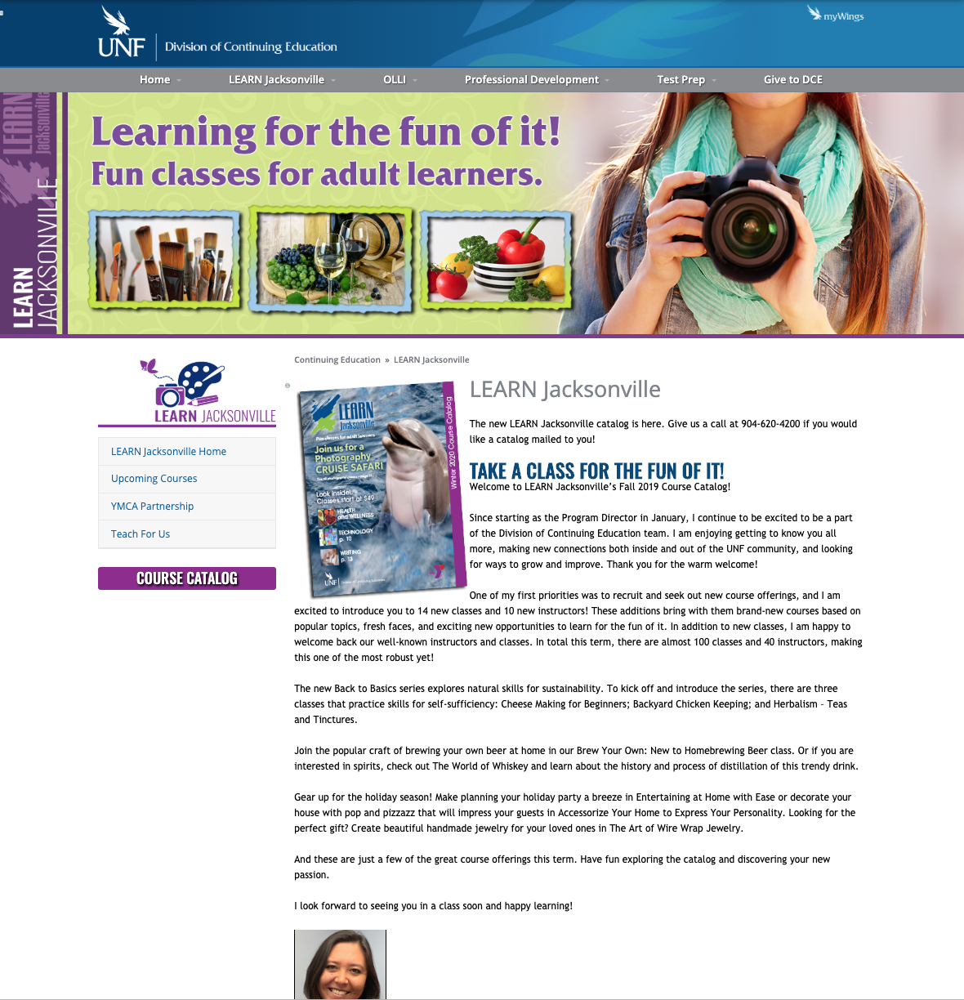 UNF Division of Continuing Education
myWings
Home LEARN Jacksonville OLLI Professional Development Test Prep Give to DCE
LEARN
Jacksonville
LEARN
JACKSONVILLE
Learning for the fun of it!
Fun classes for adult learners.
LEARN JACKSONVILLE
LEARN Jacksonville Home
Upcoming Courses
YMCA Partnership
Teach For Us
COURSE CATALOG
Continuing Education » LEARN Jacksonville
LEARN
Jacksonville
Fun classes for adult learners
Join us for a
Photography
CRUISE SAFARI
Look inside!
Classes start at $49
HEALTH
and WELLNESS
TECHNOLOGY
p. 10
WRITING
p. 13
UNF
Winter 2020 Course Catalog
LEARN Jacksonville
The new LEARN Jacksonville catalog is here. Give us a call at 904-620-4200 if you would
like a catalog mailed to you!
TAKE A CLASS FOR THE FUN OF IT!
Welcome to LEARN Jacksonville's Fall 2019 Course Catalog!
Since starting as the Program Director in January, I continue to be excited to be a part
of the Division of Continuing Education team. I am enjoying getting to know you all
more, making new connections both inside and out of the UNF community, and looking
for ways to grow and improve. Thank you for the warm welcome!
One of my first priorities was to recruit and seek out new course offerings, and I am
excited to introduce you to 14 new classes and 10 new instructors! These additions bring with them brand-new courses based on
popular topics, fresh faces, and exciting new opportunities to learn for the fun of it. In addition to new classes, I am happy to
welcome back our well-known instructors and classes. In total this term, there are almost 100 classes and 40 instructors, making
this one of the most robust yet!
The new Back to Basics series explores natural skills for sustainability. To kick off and introduce the series, there are three
classes that practice skills for self-sufficiency: Cheese Making for Beginners; Backyard Chicken Keeping; and Herbalism - Teas
and Tinctures.
Join the popular craft of brewing your own beer at home in our Brew Your Own: New to Homebrewing Beer class. Or if you are
interested in spirits, check out The World of Whiskey and learn about the history and process of distillation of this trendy drink.
Gear up for the holiday season! Make planning your holiday party a breeze in Entertaining at Home with Ease or decorate your
house with pop and pizzazz that will impress your guests in Accessorize Your Home to Express Your Personality. Looking for the
perfect gift? Create beautiful handmade jewelry for your loved ones in The Art of Wire Wrap Jewelry.
And these are just a few of the great course offerings this term. Have fun exploring the catalog and discovering your new
passion.
I look forward to seeing you in a class soon and happy learning!